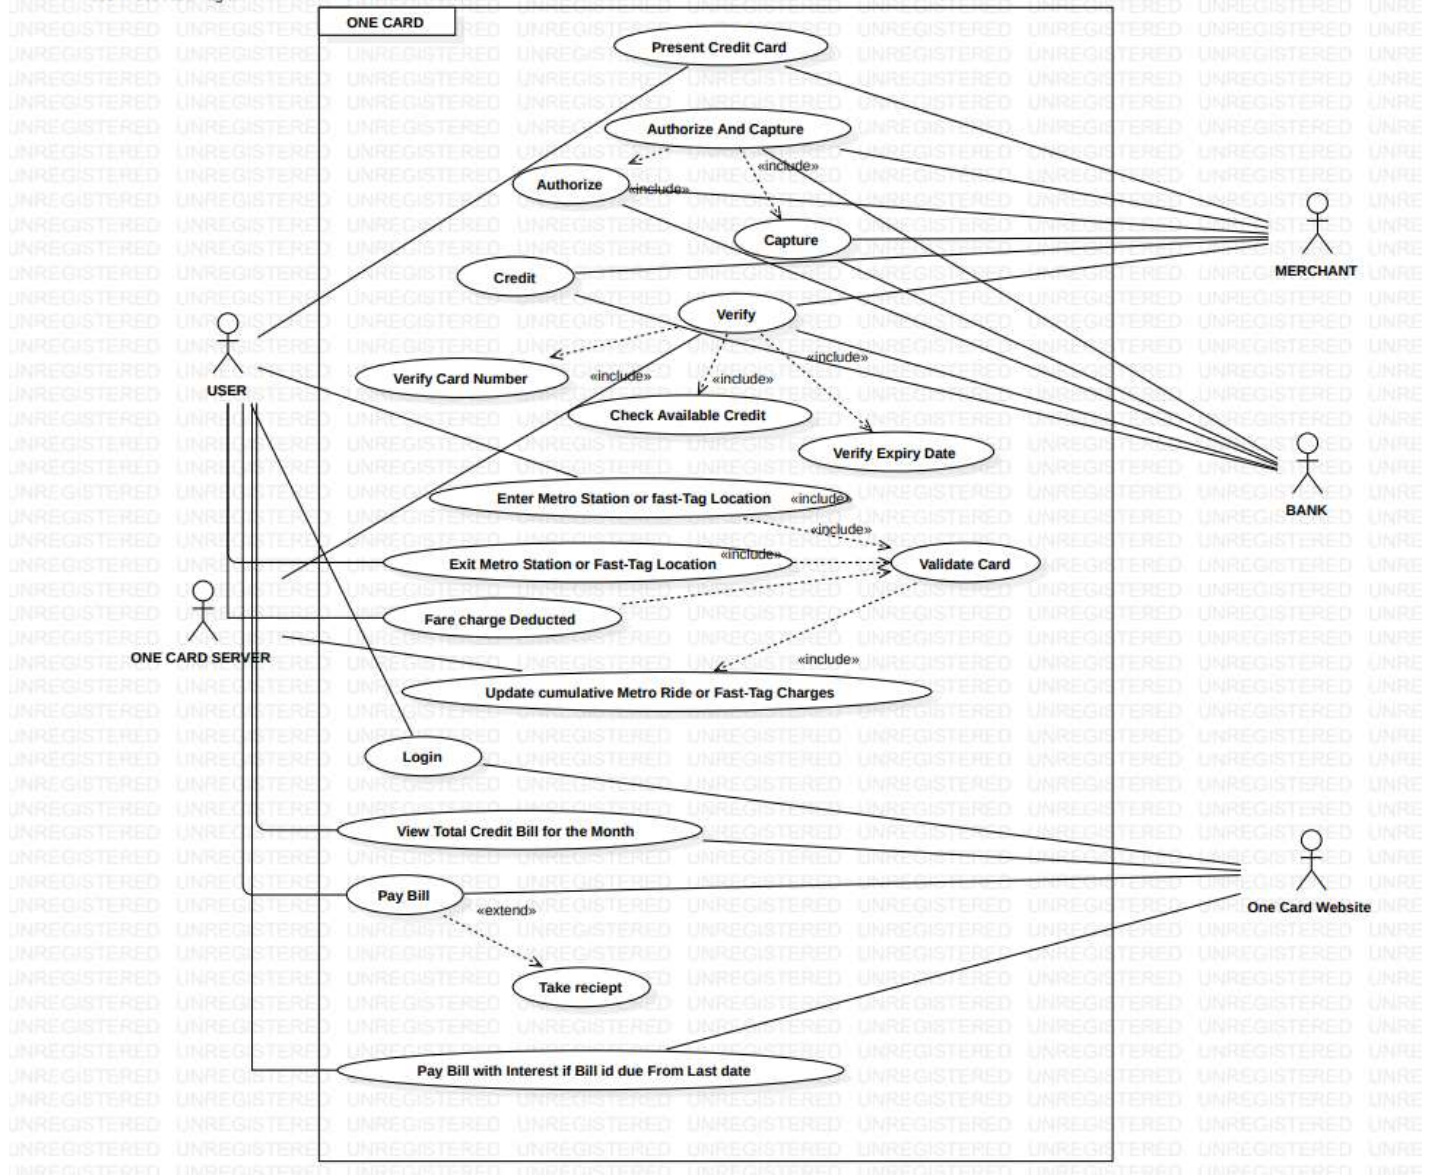 ONE CARD
Present Credit Card
Authorize And Capture
«include»
Authorize
«include»
Capture
MERCHANT
Credit
Verify
«include»
Verify Card Number
«include»
«include»
USER
Check Available Credit
Verify Expiry Date
Enter Metro Station or fast-Tag Location
«include»
BANK
«include»
«include»
Exit Metro Station or Fast-Tag Location
Validate Card
Fare charge Deducted
ONE CARD SERVER
«include»
Update cumulative Metro Ride or Fast-Tag Charges
Login
View Total Credit Bill for the Month
Pay Bill
«extend»
One Card Website
Take reciept
Pay Bill with Interest if Bill id due From Last date
UNREGISTERED